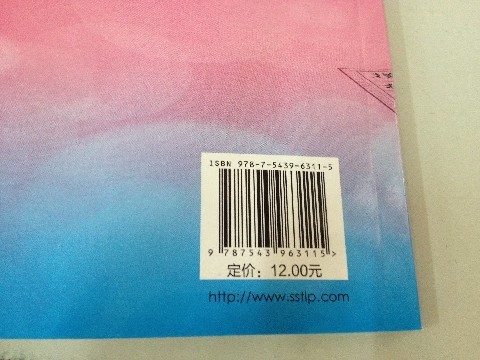 ISBN 978-7-5439-6311-5
9 787543 963115>
定价：12.00元
http://www.sstlp.com